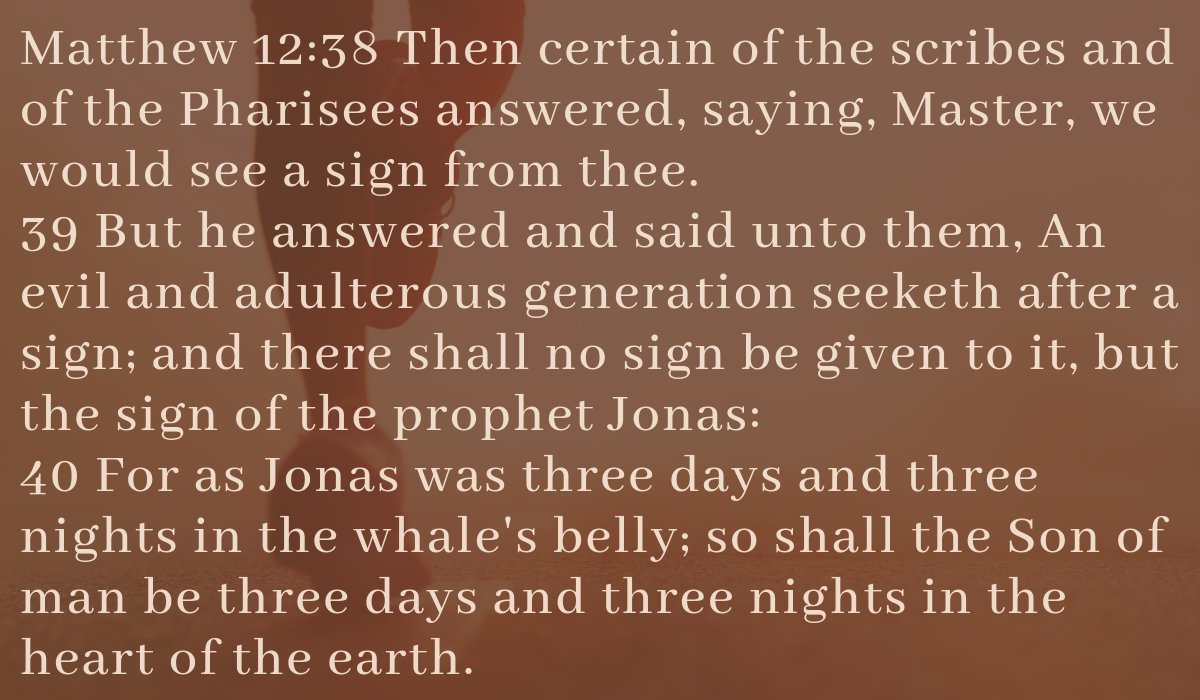 Matthew 12:38 Then certain of the scribes and
of the Pharisees answered, saying, Master, we
would see a sign from thee.
39 But he answered and said unto them, An
evil and adulterous generation seeketh after a
sign; and there shall no sign be given to it, but
the sign of the prophet Jonas:
40 For as Jonas was three days and three
nights in the whale's belly; so shall the Son of
man be three days and three nights in the
heart of the earth.